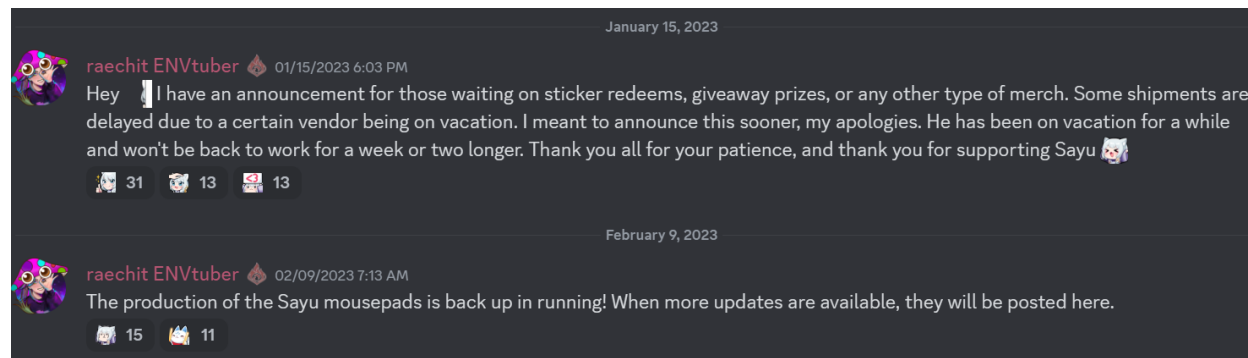 January 15, 2023
raechit ENVtuber 01/15/2023 6:03 PM
Hey I have an announcement for those waiting on sticker redeems, giveaway prizes, or any other type of merch. Some shipments are
delayed due to a certain vendor being on vacation. I meant to announce this sooner, my apologies. He has been on vacation for a while
and won't be back to work for a week or two longer. Thank you all for your patience, and thank you for supporting Sayu
31 13 <3 13
February 9, 2023
raechit ENVtuber 02/09/2023 7:13 AM
The production of the Sayu mousepads is back up in running! When more updates are available, they will be posted here.
15 11